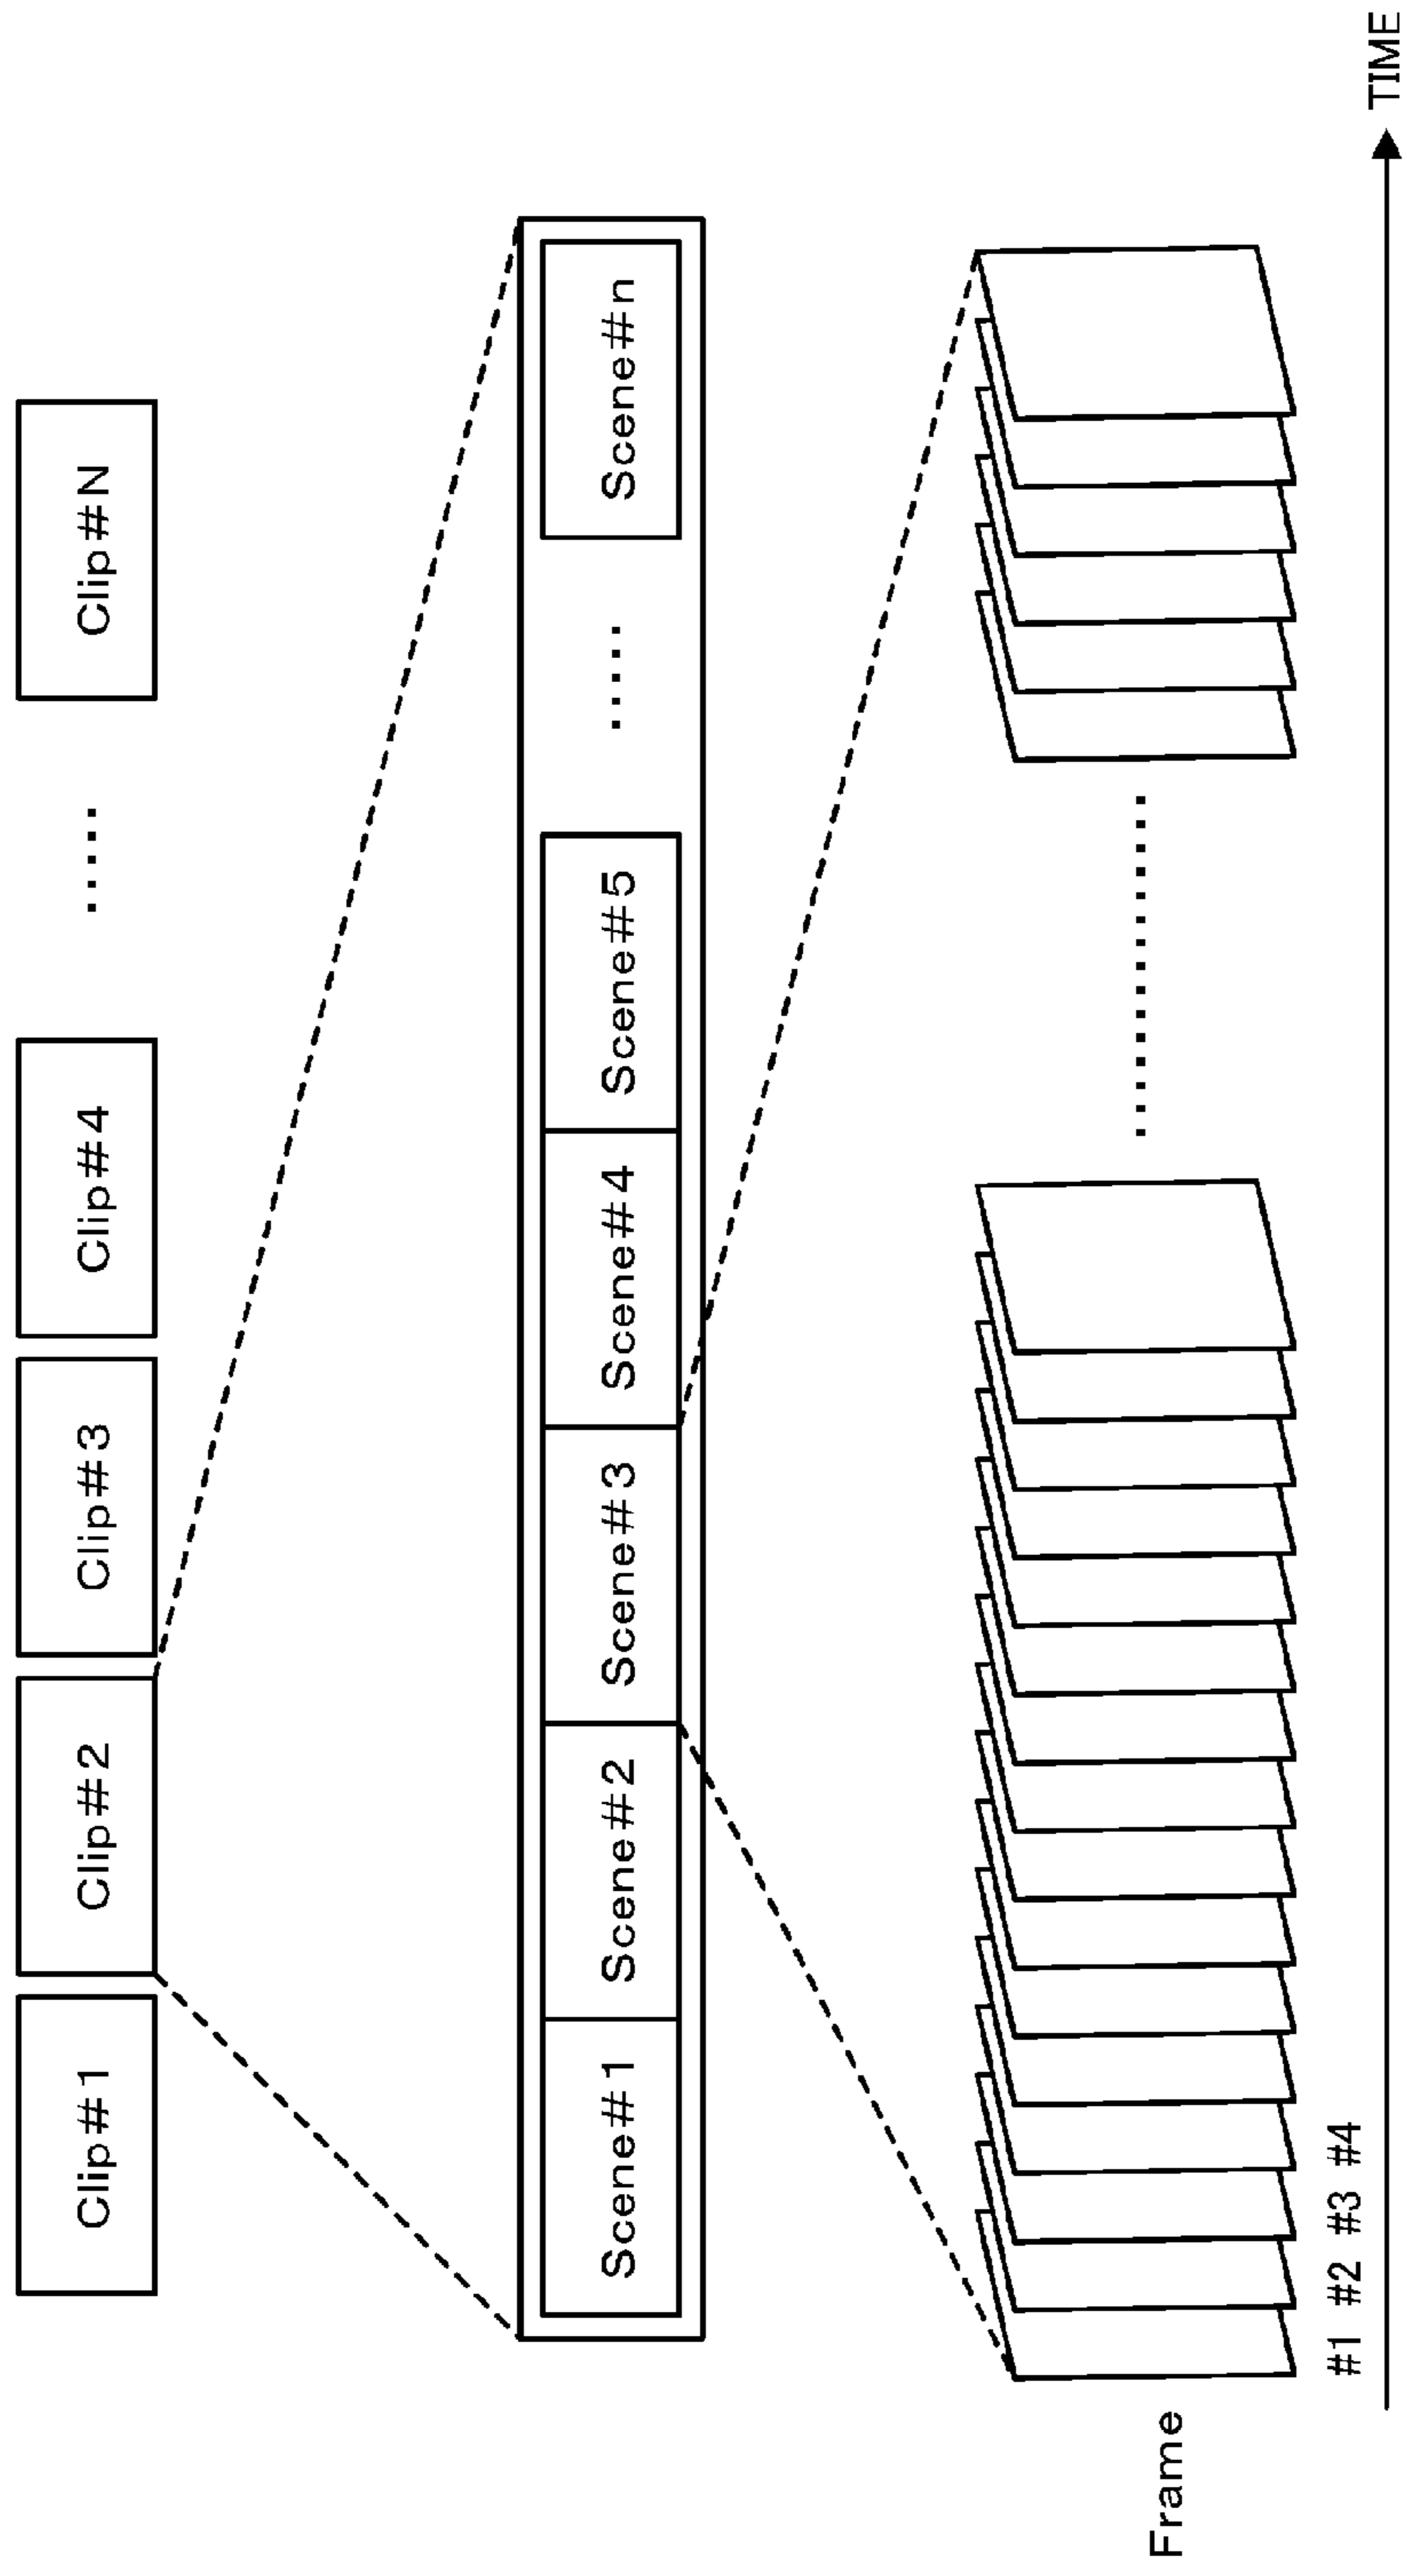 Clip#1 Clip#2 Clip#3 Clip#4 ..... Clip#N
Scene#1 Scene#2 Scene#3 Scene#4 Scene#5 ..... Scene#n
Frame
#1 #2 #3 #4
TIME